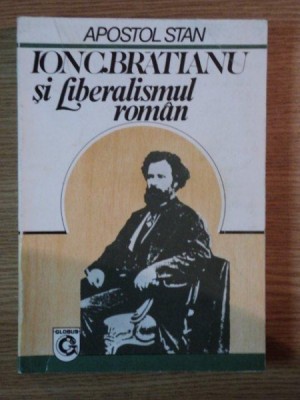 APOSTOL STAN
ION C. BRATIANU
și Liberalismul
român
GLOBUS